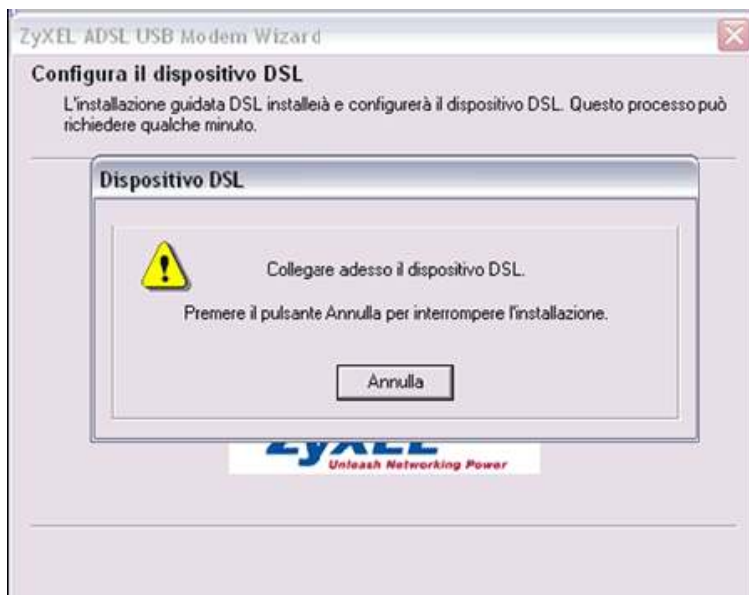 ZyXEL ADSL USB Modem Wizard
Configura il dispositivo DSL
L'installazione guidata DSL installerà e configurerà il dispositivo DSL. Questo processo può
richiedere qualche minuto.
Dispositivo DSL
Collegare adesso il dispositivo DSL.
Premere il pulsante Annulla per interrompere l'installazione.
Annulla
ZyXEL
Unleash Networking Power